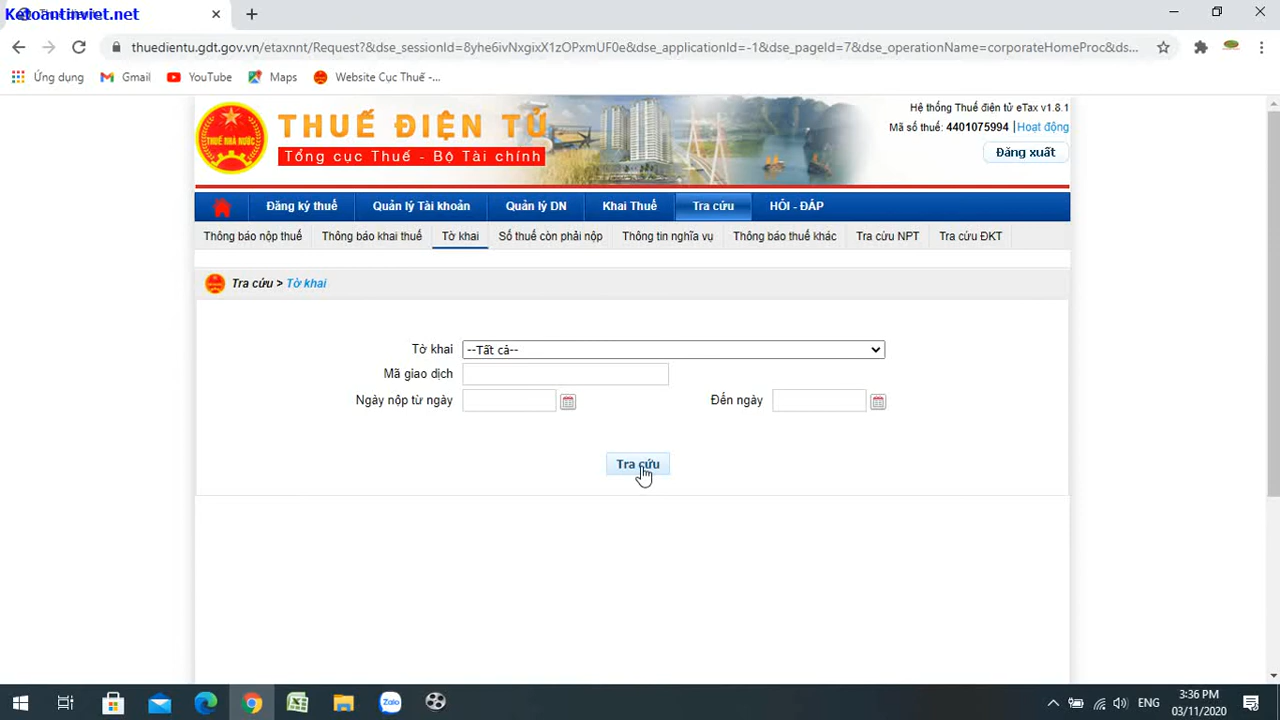 Ketoantinviet.net
thuedientu.gdt.gov.vn/etaxnnt/Request?&dse_sessionId=8yhe6ivNxgixX1zOPxmUF0e&dse_applicationId=-1&dse_pageId=7&dse_operationName=corporateHomeProc&ds...
Ứng dụng Gmail YouTube Maps Website Cục Thuế -...
THUẾ NHÀ NƯỚC
THUẾ ĐIỆN TỬ
Tổng cục Thuế - Bộ Tài chính
Hệ thống Thuế điện tử eTax v1.8.1
Mã số thuế: 4401075994 | Hoạt động
Đăng xuất
Đăng ký thuế Quản lý Tài khoản Quản lý DN Khai Thuế Tra cứu HỎI - ĐÁP
Thông báo nộp thuế Thông báo khai thuế Tờ khai Số thuế còn phải nộp Thông tin nghĩa vụ Thông báo thuế khác Tra cứu NPT Tra cứu ĐKT
Tra cứu > Tờ khai
Tờ khai --Tất cả--
Mã giao dịch
Ngày nộp từ ngày Đến ngày
Tra cứu
Zalo
ENG
3:36 PM
03/11/2020